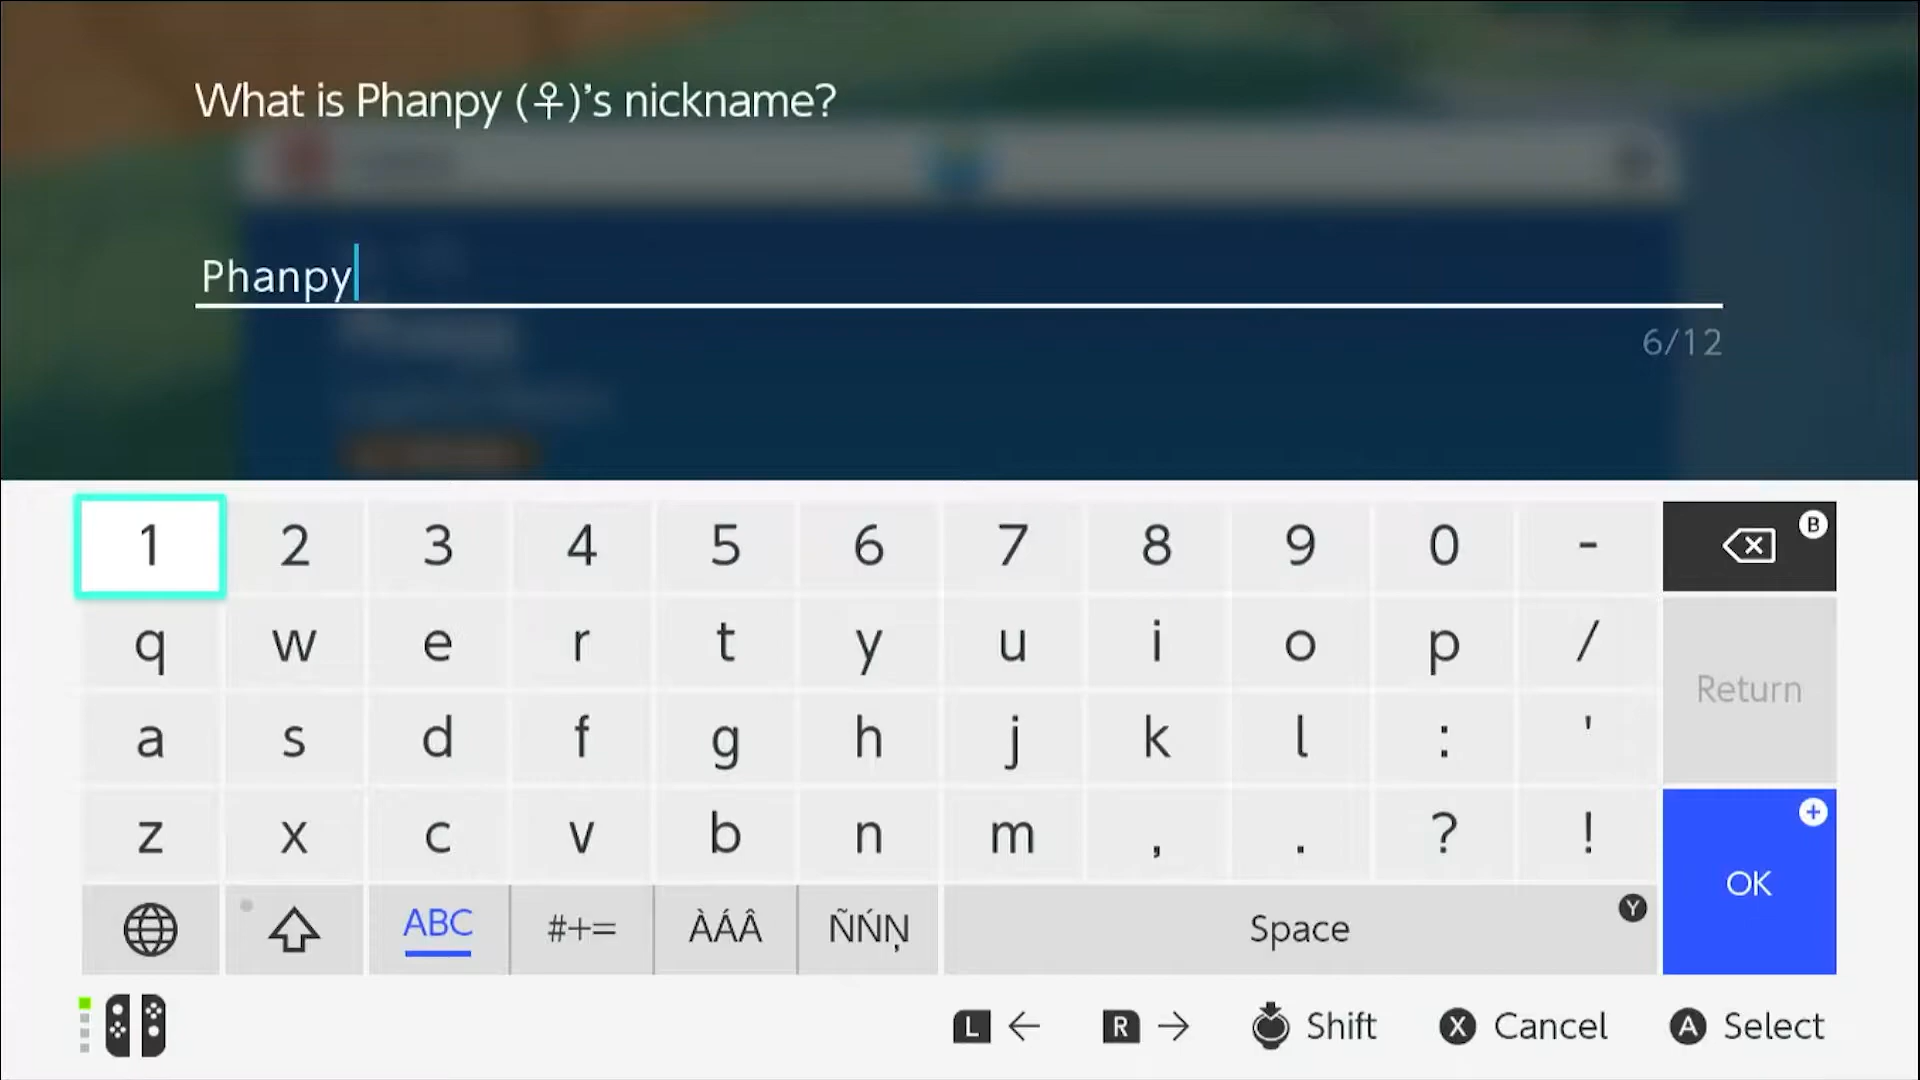 What is Phanpy (♀)'s nickname?
Phanpy
6/12
1 2 3 4 5 6 7 8 9 0 - B
q w e r t y u i o p /
Return
a s d f g h j k l : '
z x c v b n m , . ? ! +
OK
ABC #+= ÀÁÂ ÑŃŅ Space Y
L ← R → Shift X Cancel A Select